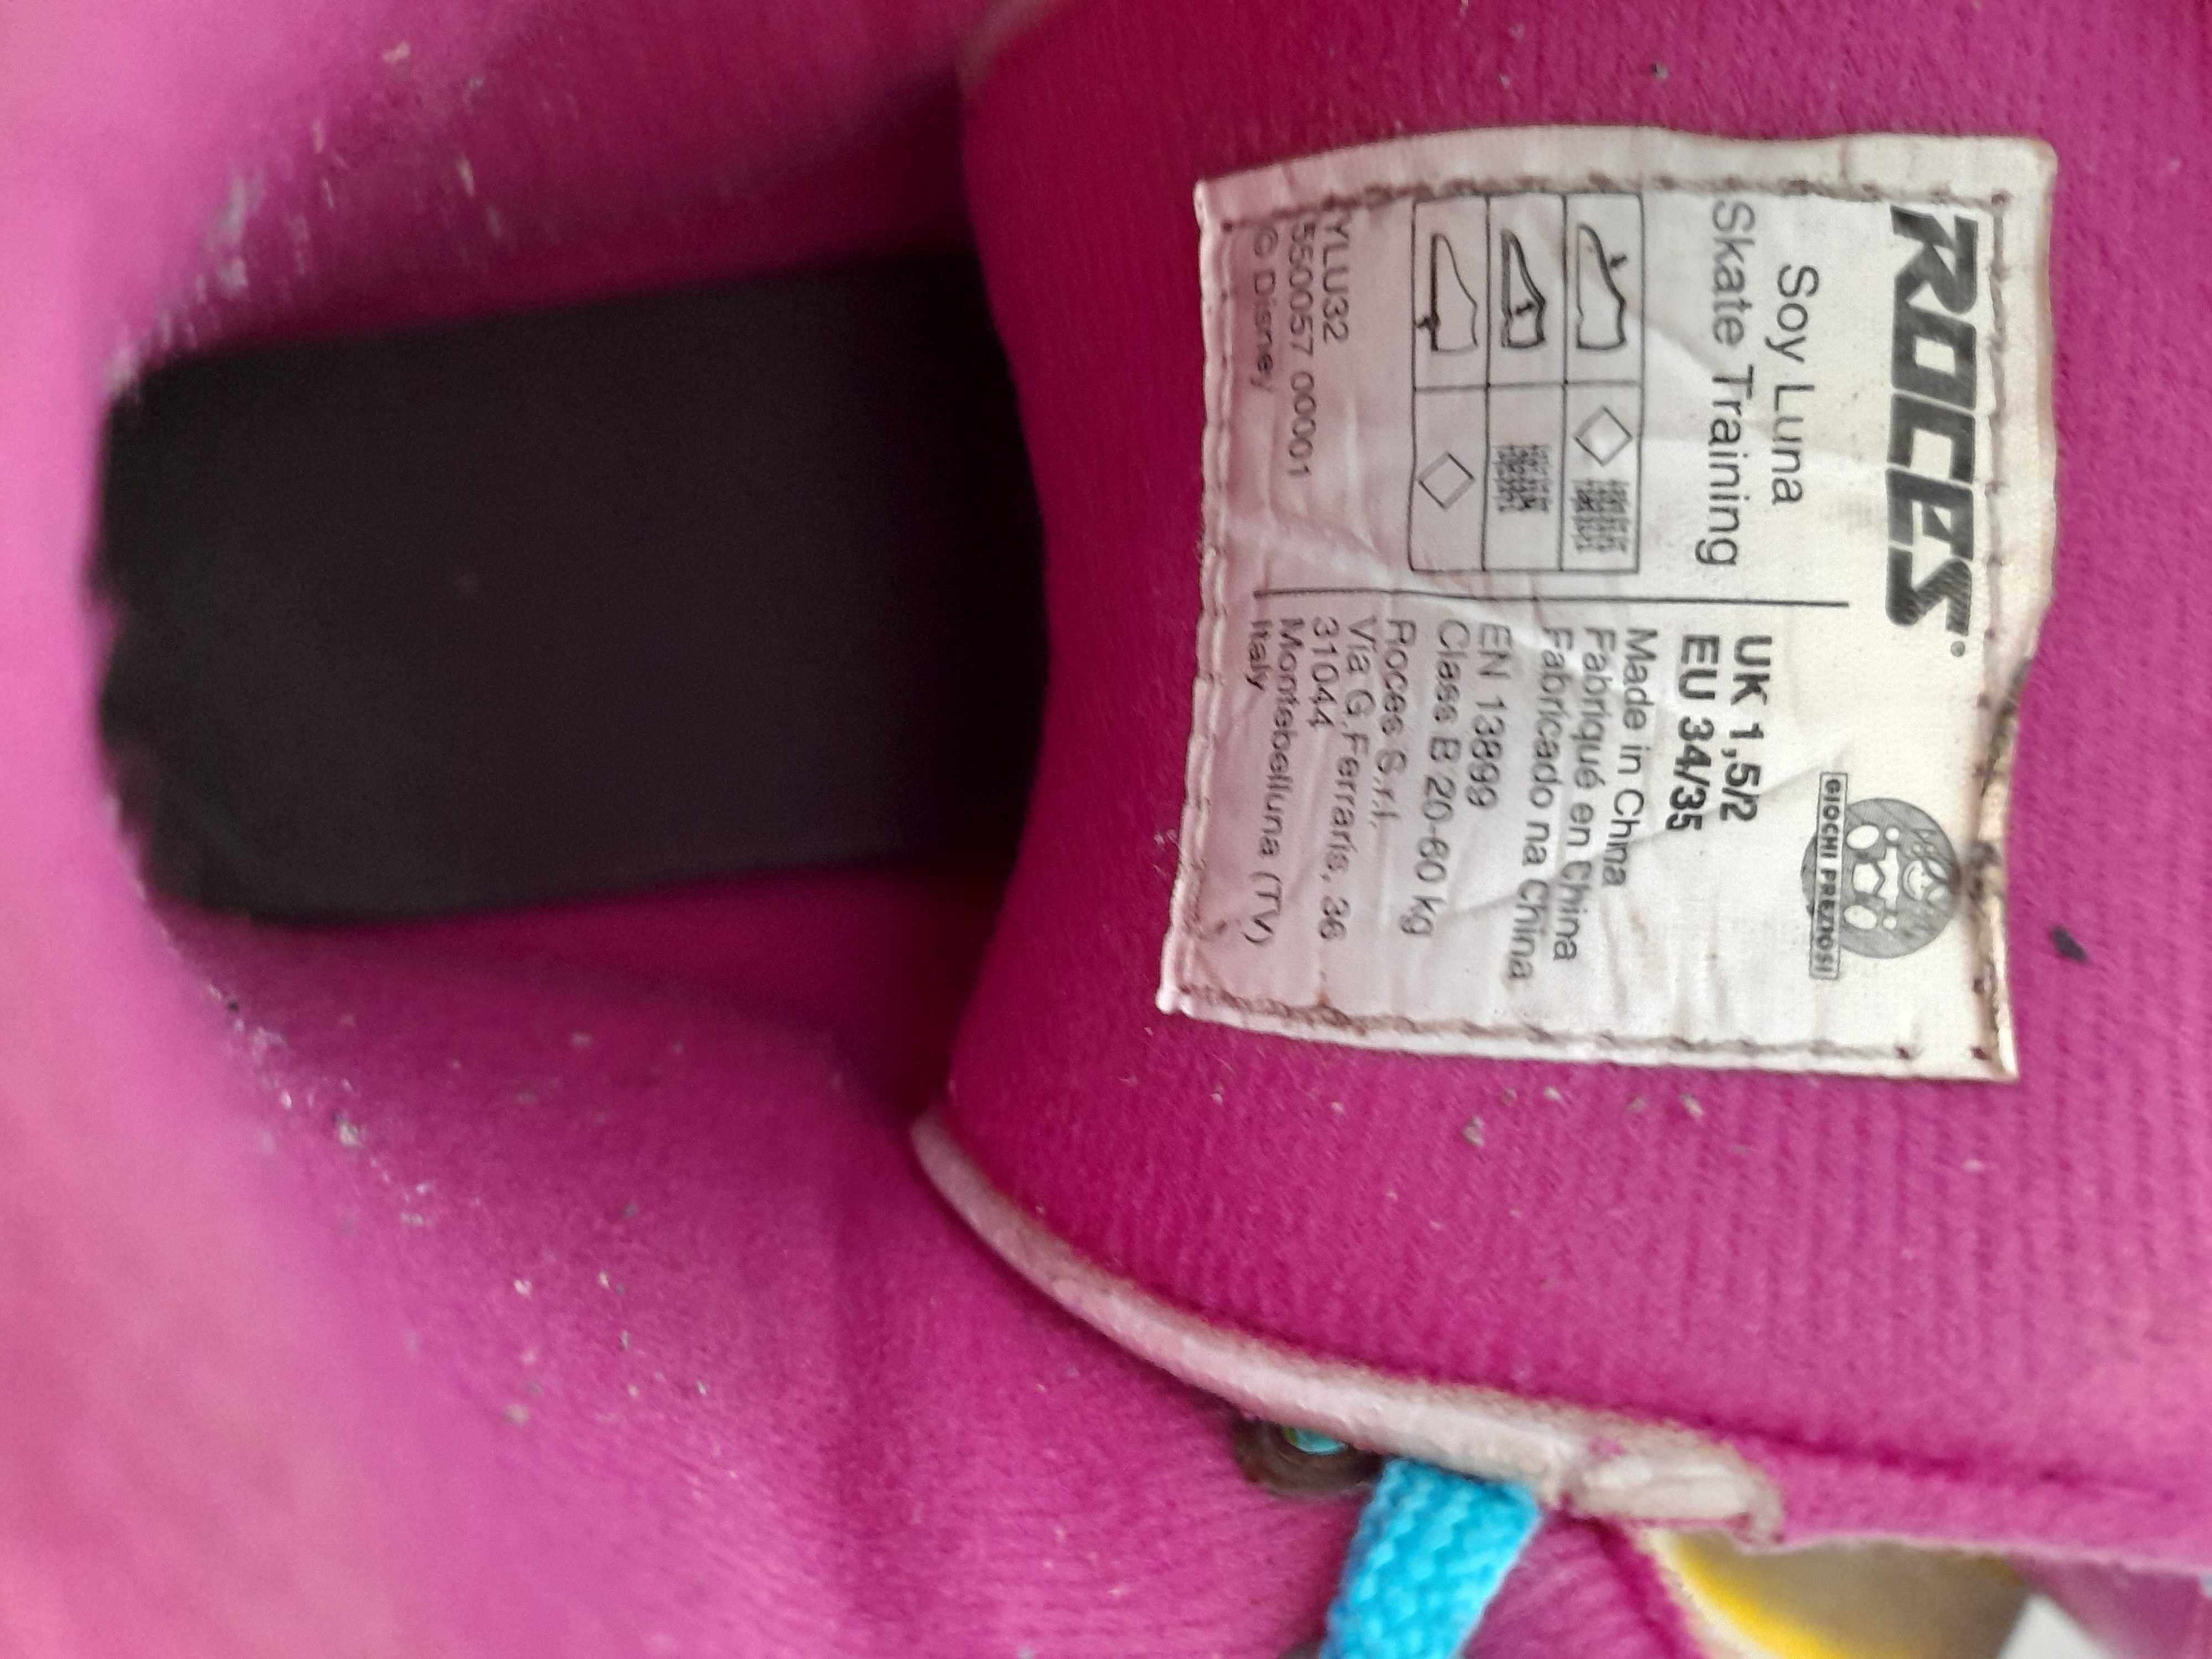 ROCES®
Soy Luna
Skate Training
YLU32
5500057 00001
© Disney
GIOCHI PREZIOSI
UK 1,5/2
EU 34/35
Made in China
Fabriqué en China
Fabricado na China
EN 13899
Class B 20-60 kg
Roces S.r.l,
Via G,Ferraris, 36
31044
Montebelluna (TV)
Italy